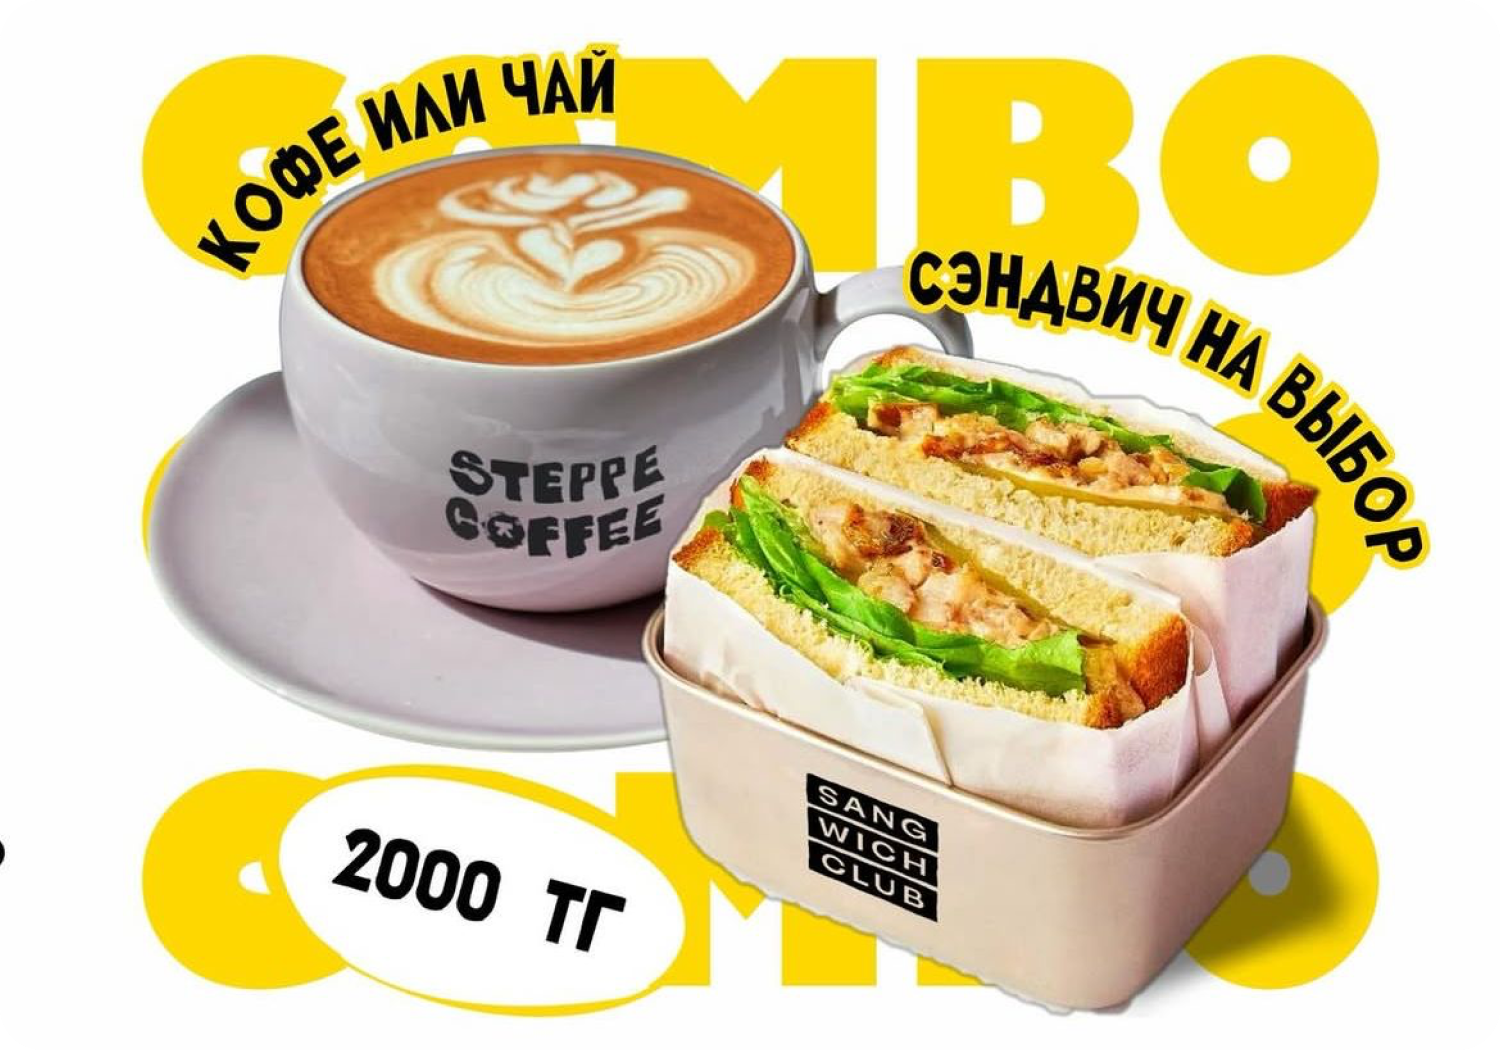 COMBO
КОФЕ ИЛИ ЧАЙ
СЭНДВИЧ НА ВЫБОР
STEPPE
COFFEE
SANG
WICH
CLUB
2000 ТГ